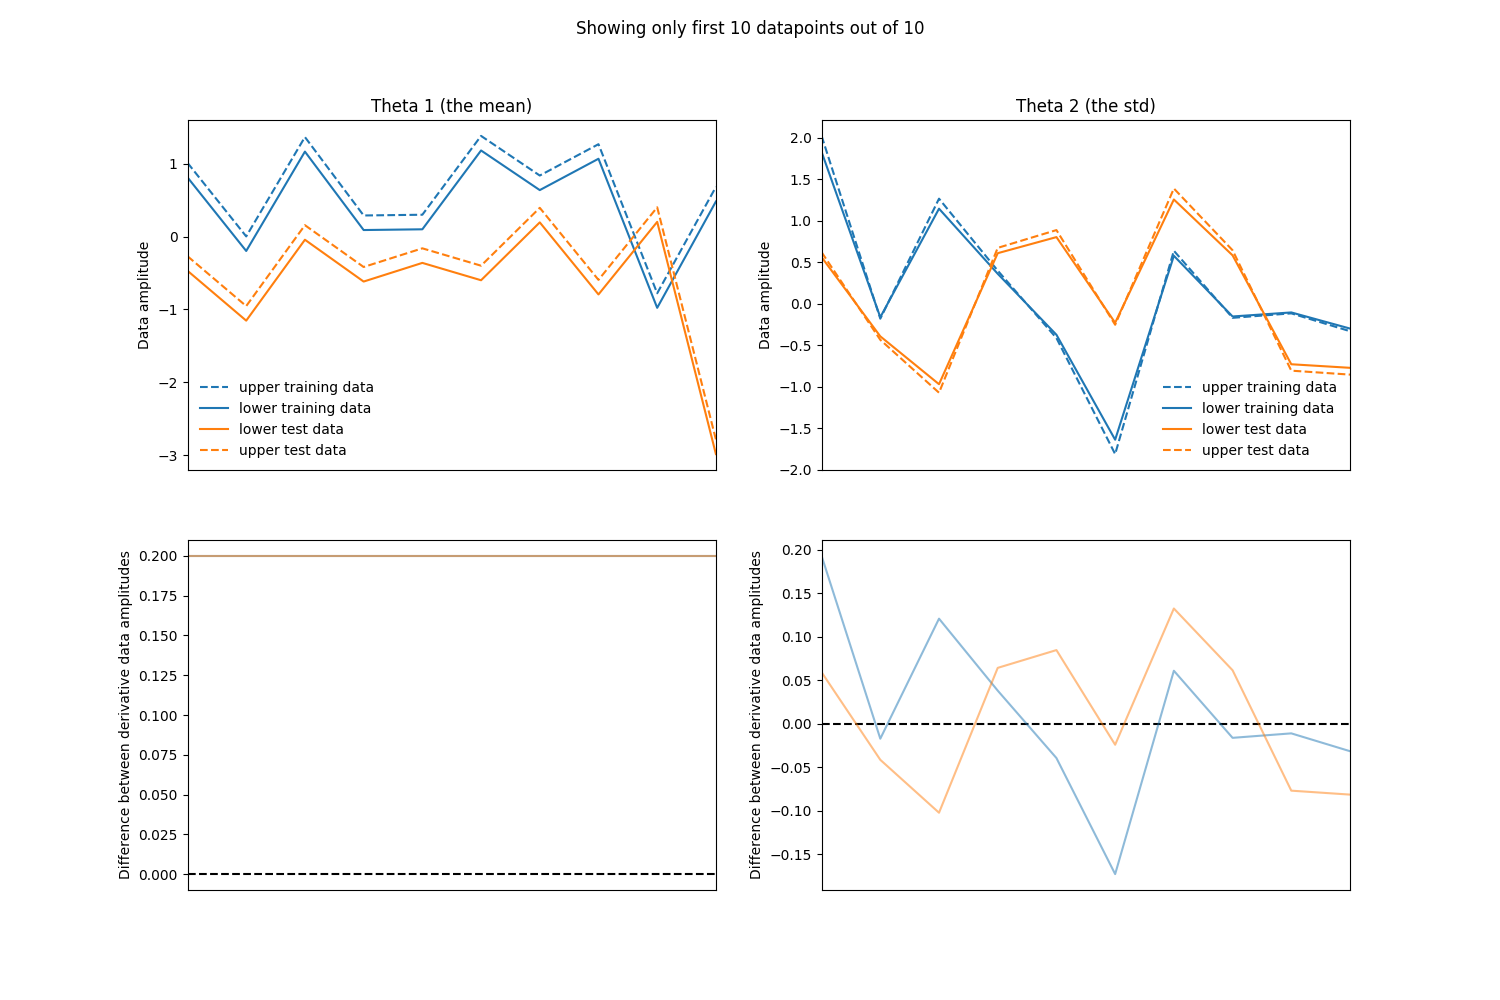 Showing only first 10 datapoints out of 10
Theta 1 (the mean)
Data amplitude
1
0
−1
−2
−3
upper training data
lower training data
lower test data
upper test data
Theta 2 (the std)
Data amplitude
2.0
1.5
1.0
0.5
0.0
−0.5
−1.0
−1.5
−2.0
upper training data
lower training data
lower test data
upper test data
Difference between derivative data amplitudes
0.200
0.175
0.150
0.125
0.100
0.075
0.050
0.025
0.000
Difference between derivative data amplitudes
0.20
0.15
0.10
0.05
0.00
−0.05
−0.10
−0.15